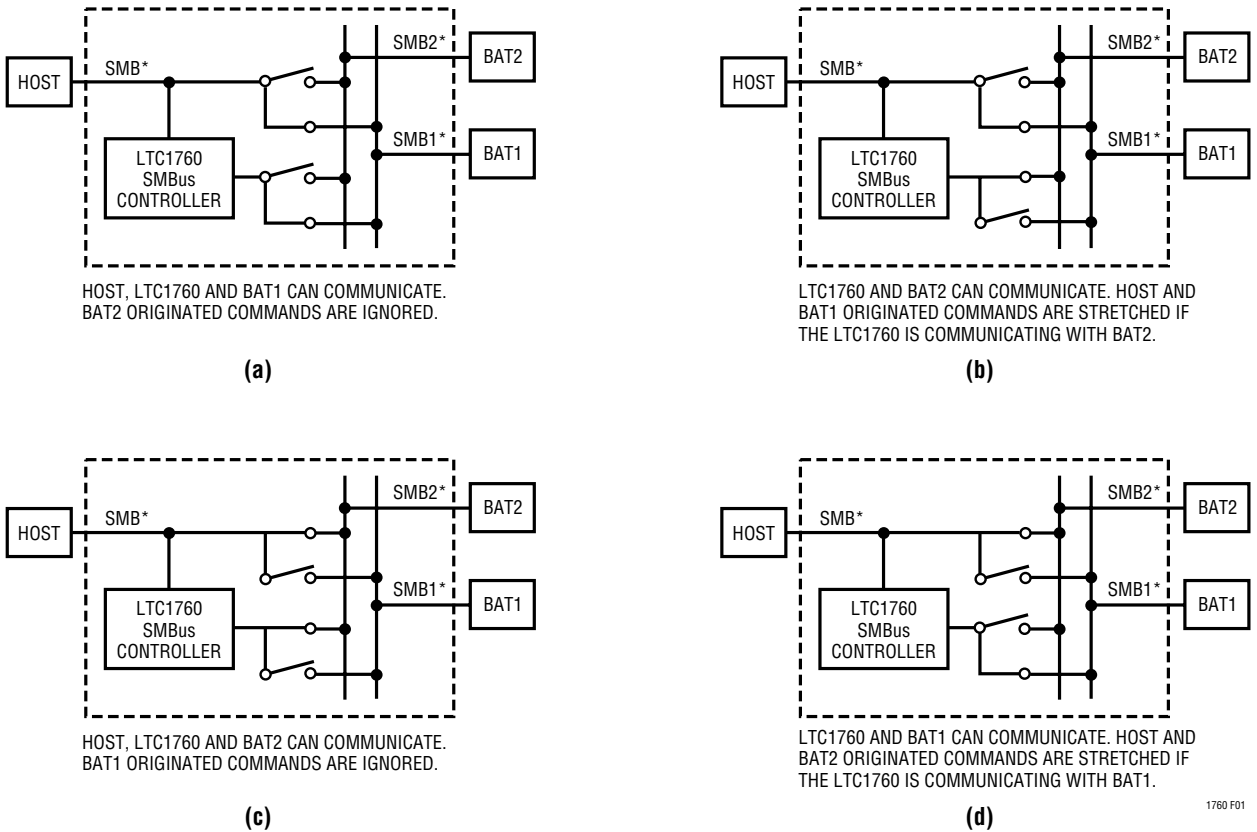 HOST
SMB*
SMB2*
BAT2
SMB1*
BAT1
LTC1760
SMBus
CONTROLLER
HOST, LTC1760 AND BAT1 CAN COMMUNICATE.
BAT2 ORIGINATED COMMANDS ARE IGNORED.
(a)
HOST
SMB*
SMB2*
BAT2
SMB1*
BAT1
LTC1760
SMBus
CONTROLLER
LTC1760 AND BAT2 CAN COMMUNICATE. HOST AND
BAT1 ORIGINATED COMMANDS ARE STRETCHED IF
THE LTC1760 IS COMMUNICATING WITH BAT2.
(b)
HOST
SMB*
SMB2*
BAT2
SMB1*
BAT1
LTC1760
SMBus
CONTROLLER
HOST, LTC1760 AND BAT2 CAN COMMUNICATE.
BAT1 ORIGINATED COMMANDS ARE IGNORED.
(c)
HOST
SMB*
SMB2*
BAT2
SMB1*
BAT1
LTC1760
SMBus
CONTROLLER
LTC1760 AND BAT1 CAN COMMUNICATE. HOST AND
BAT2 ORIGINATED COMMANDS ARE STRETCHED IF
THE LTC1760 IS COMMUNICATING WITH BAT1.
(d)
1760 F01